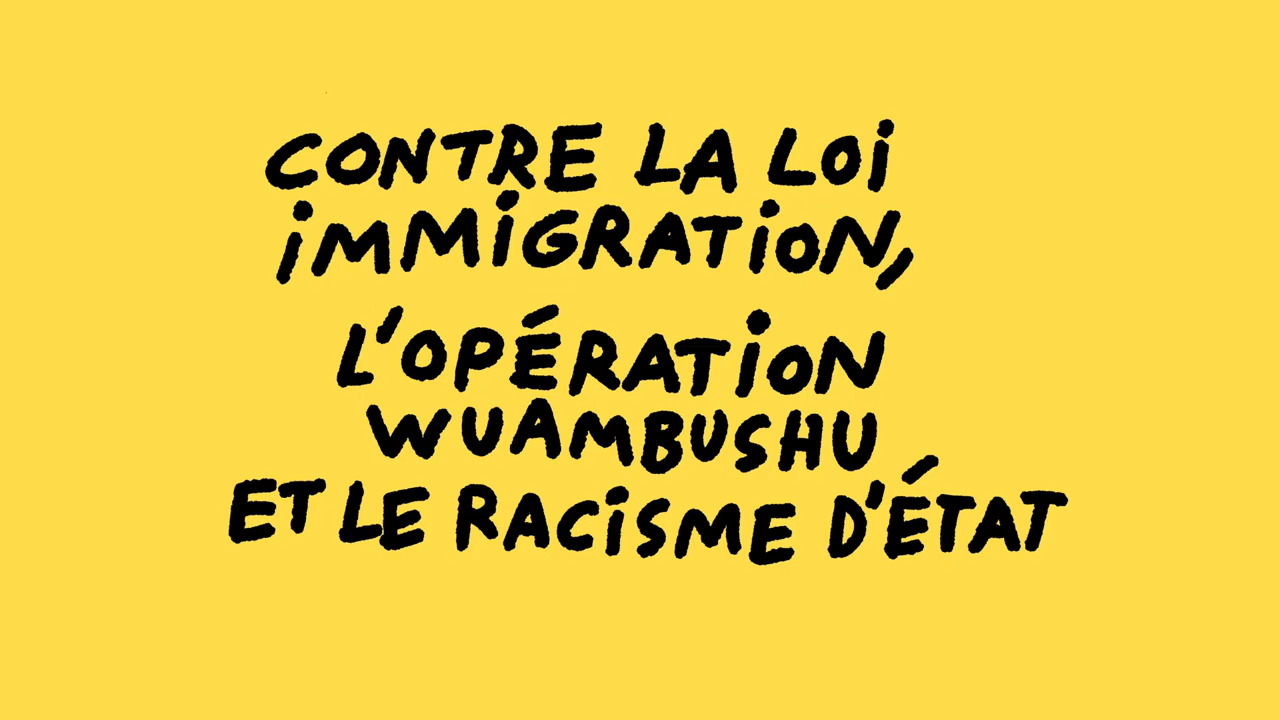 CONTRE LA LOi
iMMiGRATiON,
L'OPÉRATiON
WUAMBUSHU
ET LE RACiSME D'ÉTAT